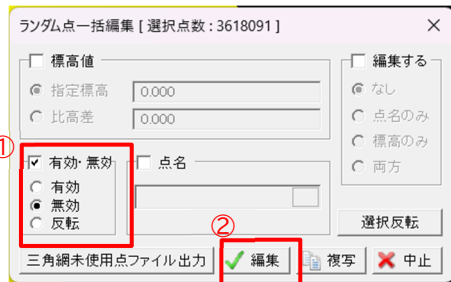 ランダム点一括編集 [ 選択点数 : 3618091 ]
標高値
指定標高 0.000
比高差 0.000
編集する
なし
点名のみ
標高のみ
両方
①
有効・無効
有効
無効
反転
点名
選択反転
②
三角網未使用点ファイル出力
編集
複写
中止